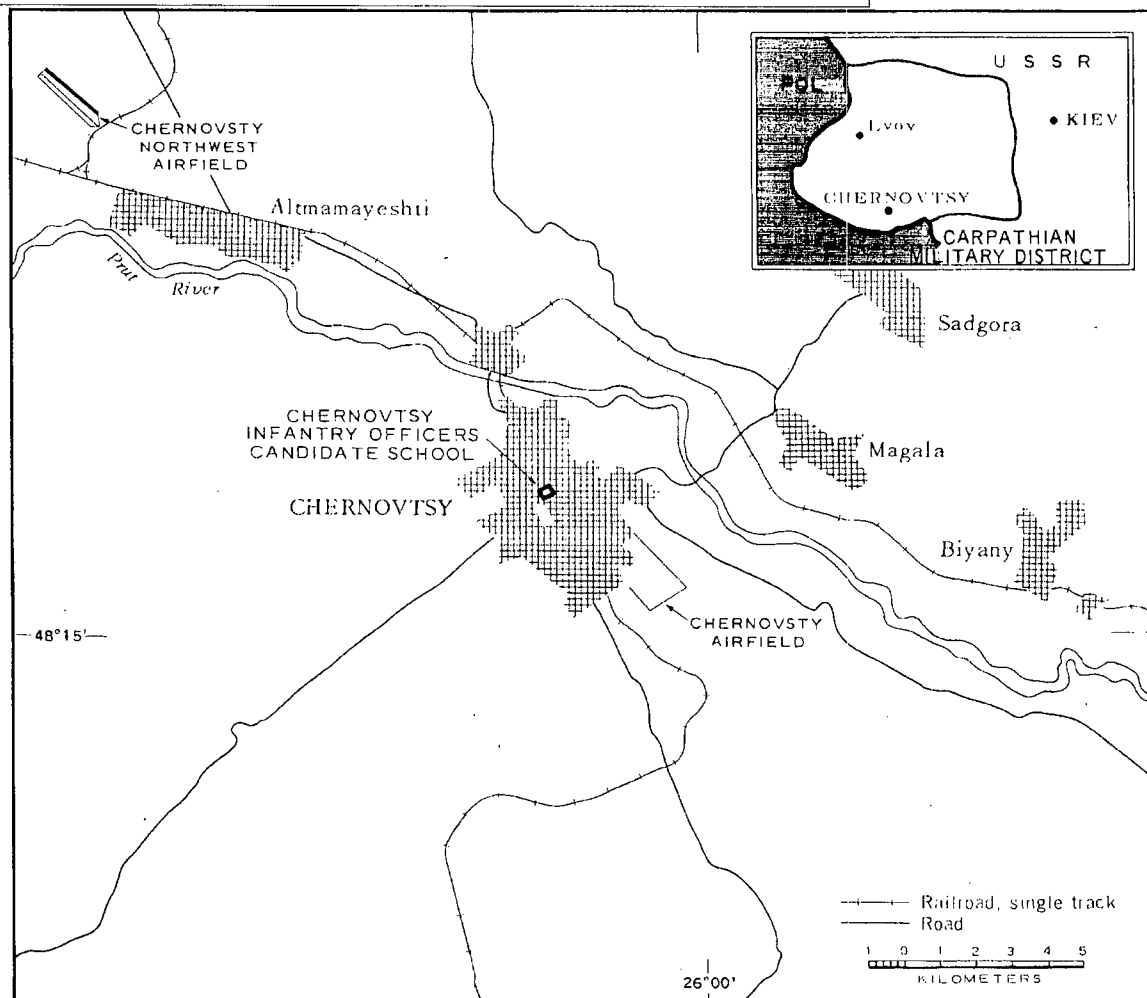 U S S R
POL
KIEV
Lvov
CHERNOVTSY
CARPATHIAN
MILITARY DISTRICT
CHERNOVSTY
NORTHWEST
AIRFIELD
Altmamayeshti
Prut
River
Sadgora
CHERNOVTSY
INFANTRY OFFICERS
CANDIDATE SCHOOL
Magala
CHERNOVTSY
Biyany
48°15'
CHERNOVSTY
AIRFIELD
Railroad, single track
Road
1 0 1 2 3 4 5
KILOMETERS
26°00'